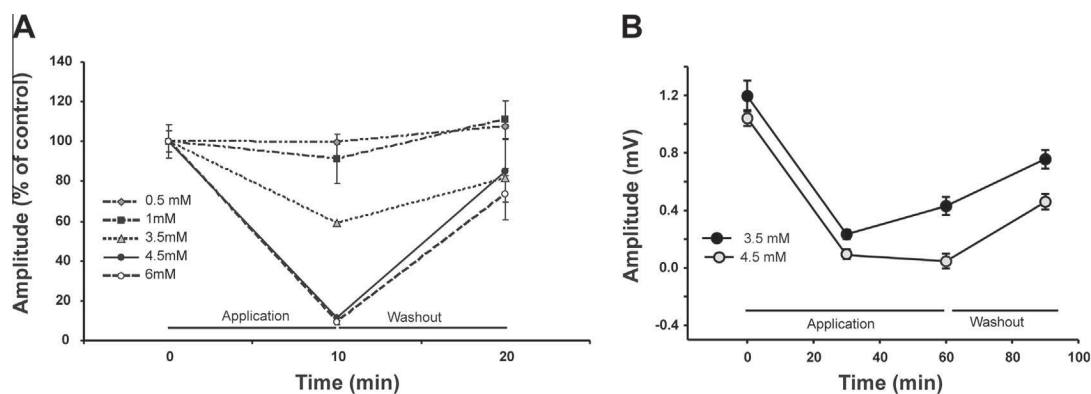 A
Amplitude (% of control)
140
120
100
80
60
40
20
0
0.5 mM
1mM
3.5mM
4.5mM
6mM
Application
Washout
0
10
20
Time (min)
B
Amplitude (mV)
1.2
0.8
0.4
0.0
-0.4
3.5 mM
4.5 mM
Application
Washout
0
20
40
60
80
100
Time (min)